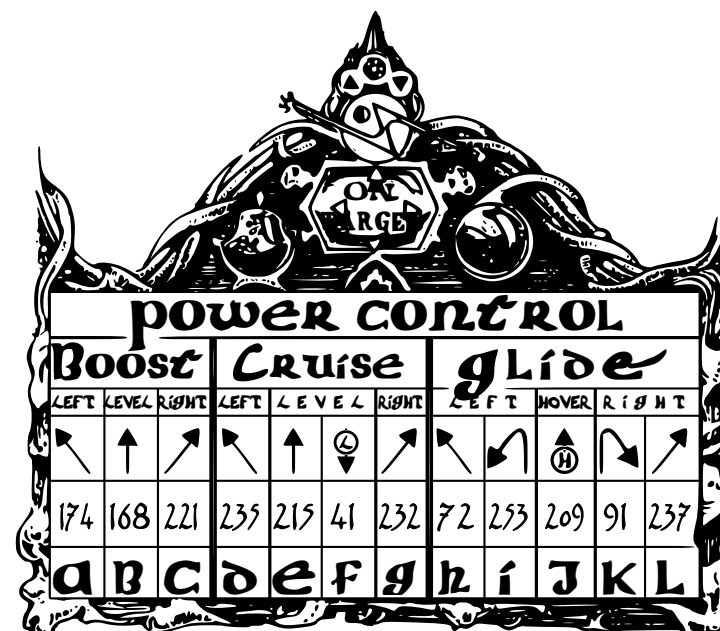 ON
TARGET
POWER CONTROL
BOOST CRUISE GLIDE
LEFT LEVEL RIGHT LEFT LEVEL RIGHT LEFT HOVER RIGHT
L
H
174 168 221 235 215 41 232 72 253 209 91 237
A B C D E F G H I J K L